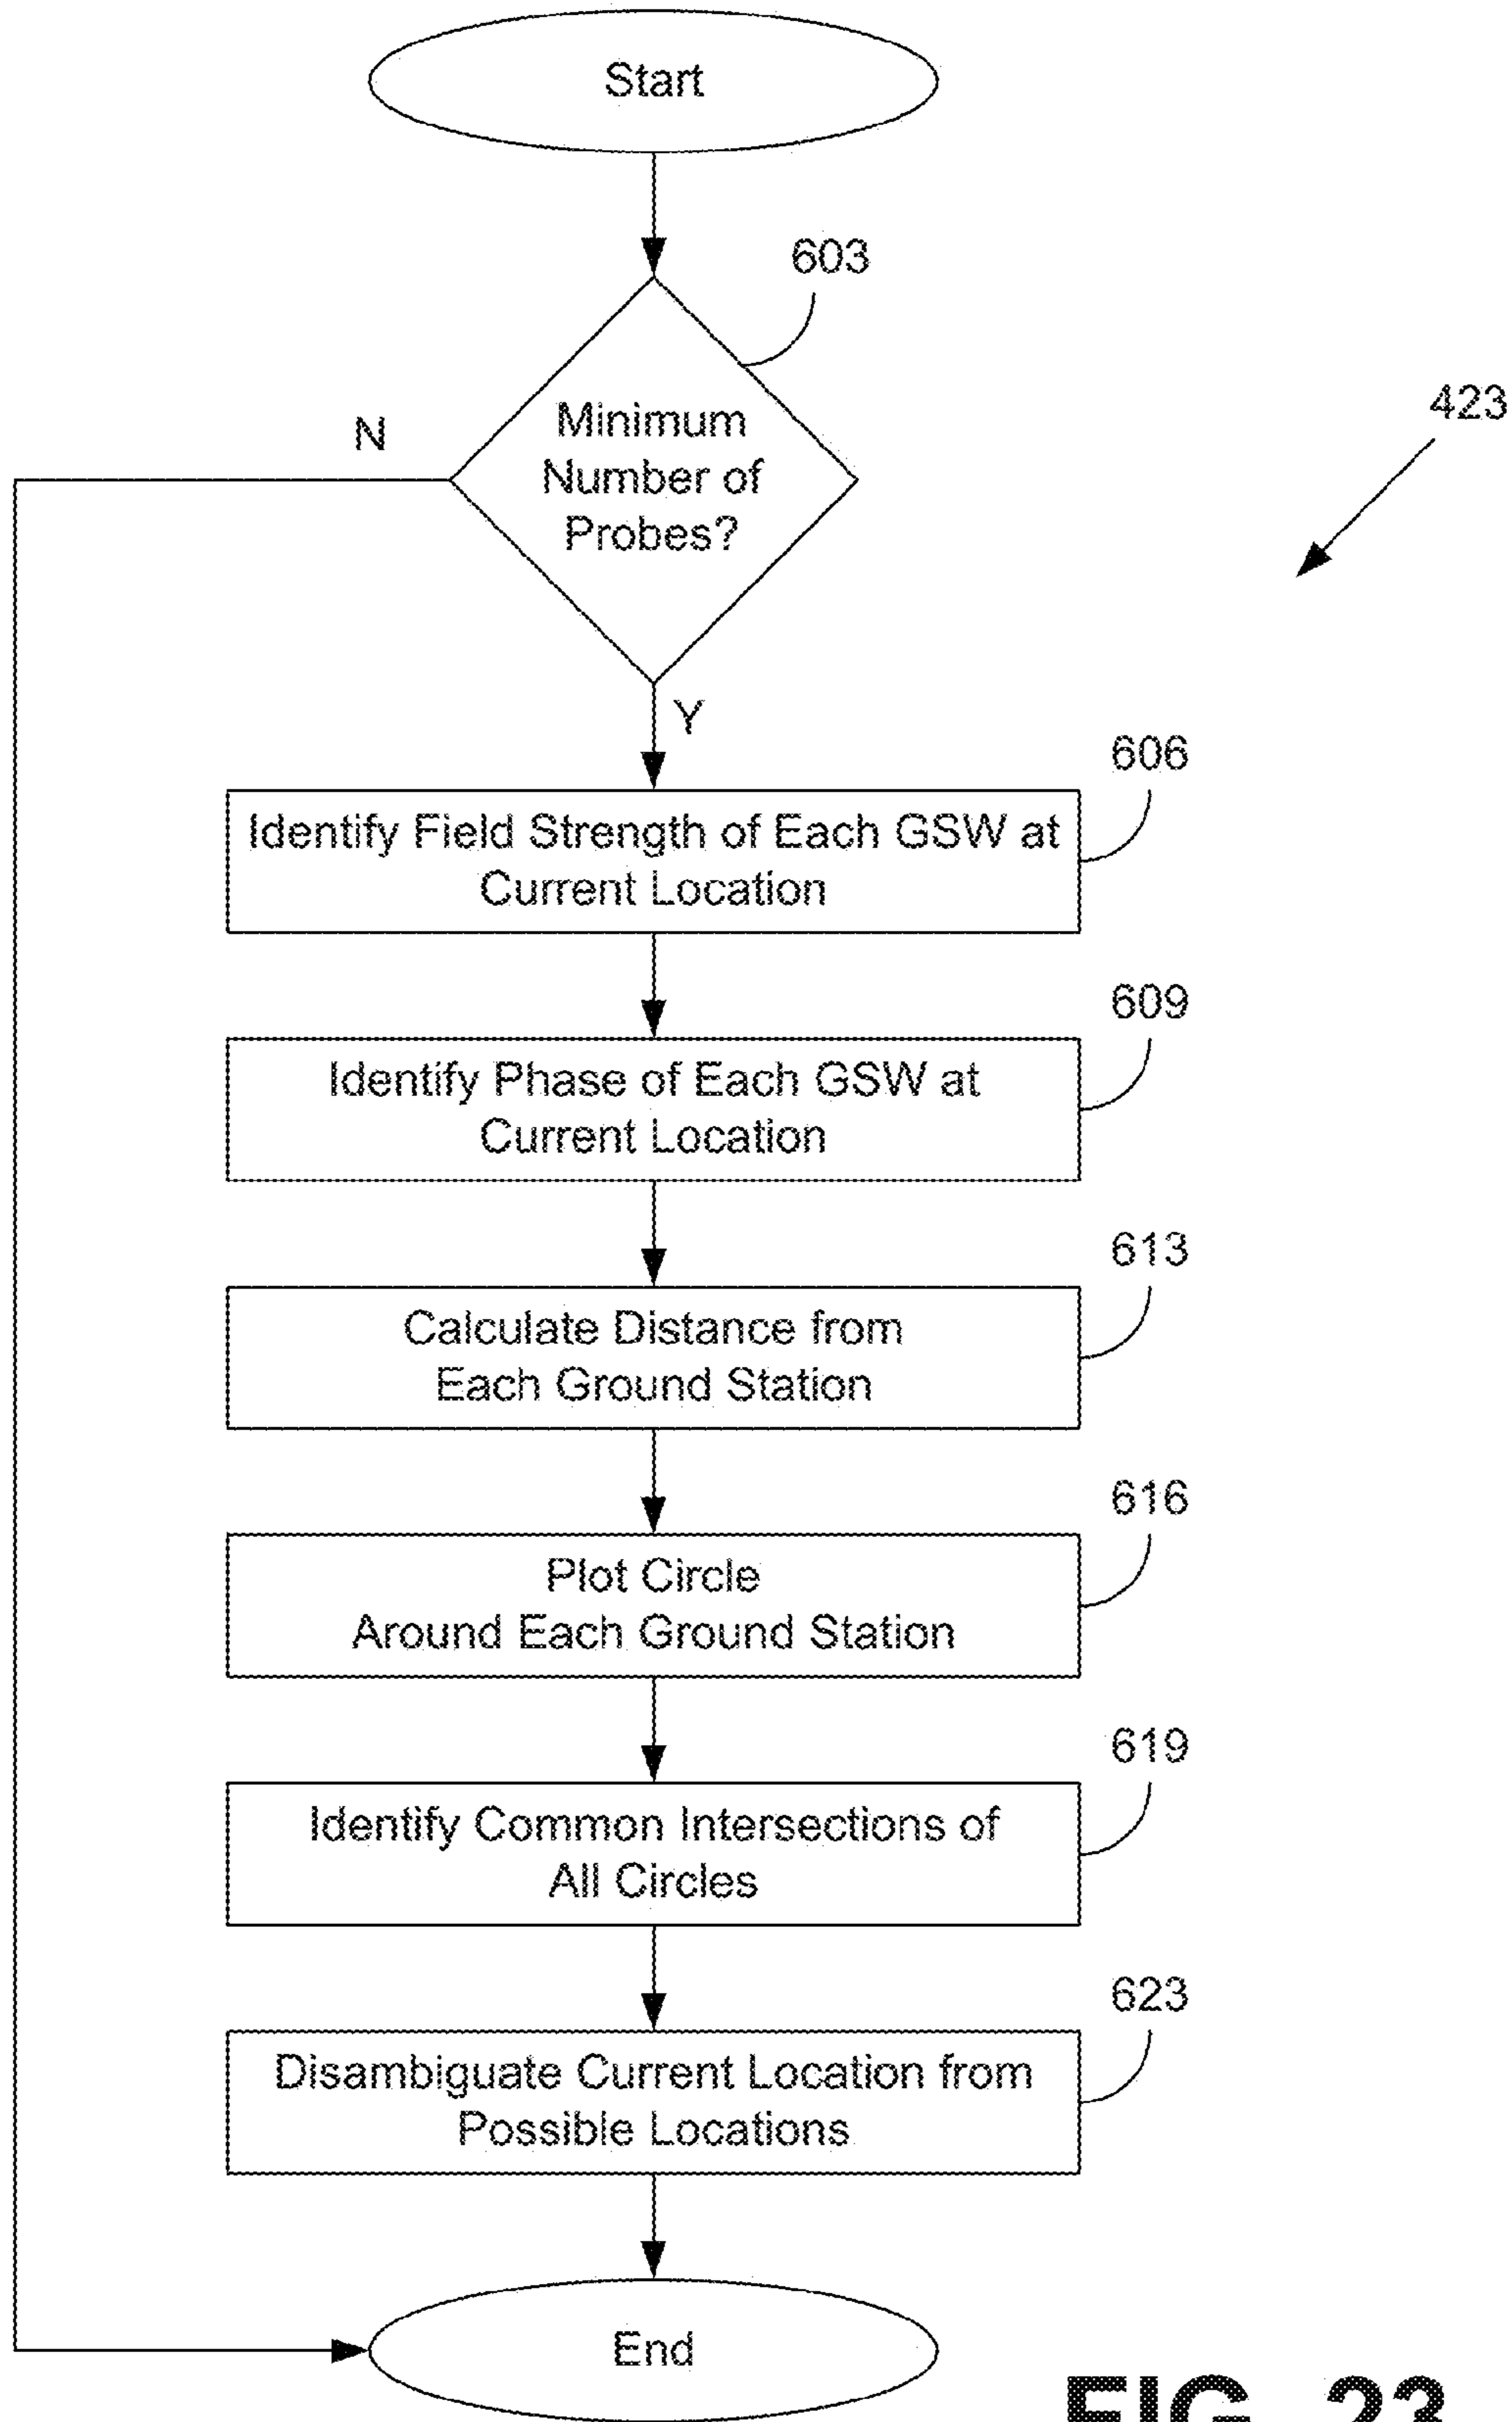 Start
603
Minimum
Number of
Probes?
N
423
Y
606
Identify Field Strength of Each GSW at
Current Location
609
Identify Phase of Each GSW at
Current Location
613
Calculate Distance from
Each Ground Station
616
Plot Circle
Around Each Ground Station
619
Identify Common Intersections of
All Circles
623
Disambiguate Current Location from
Possible Locations
End
FIG. 23